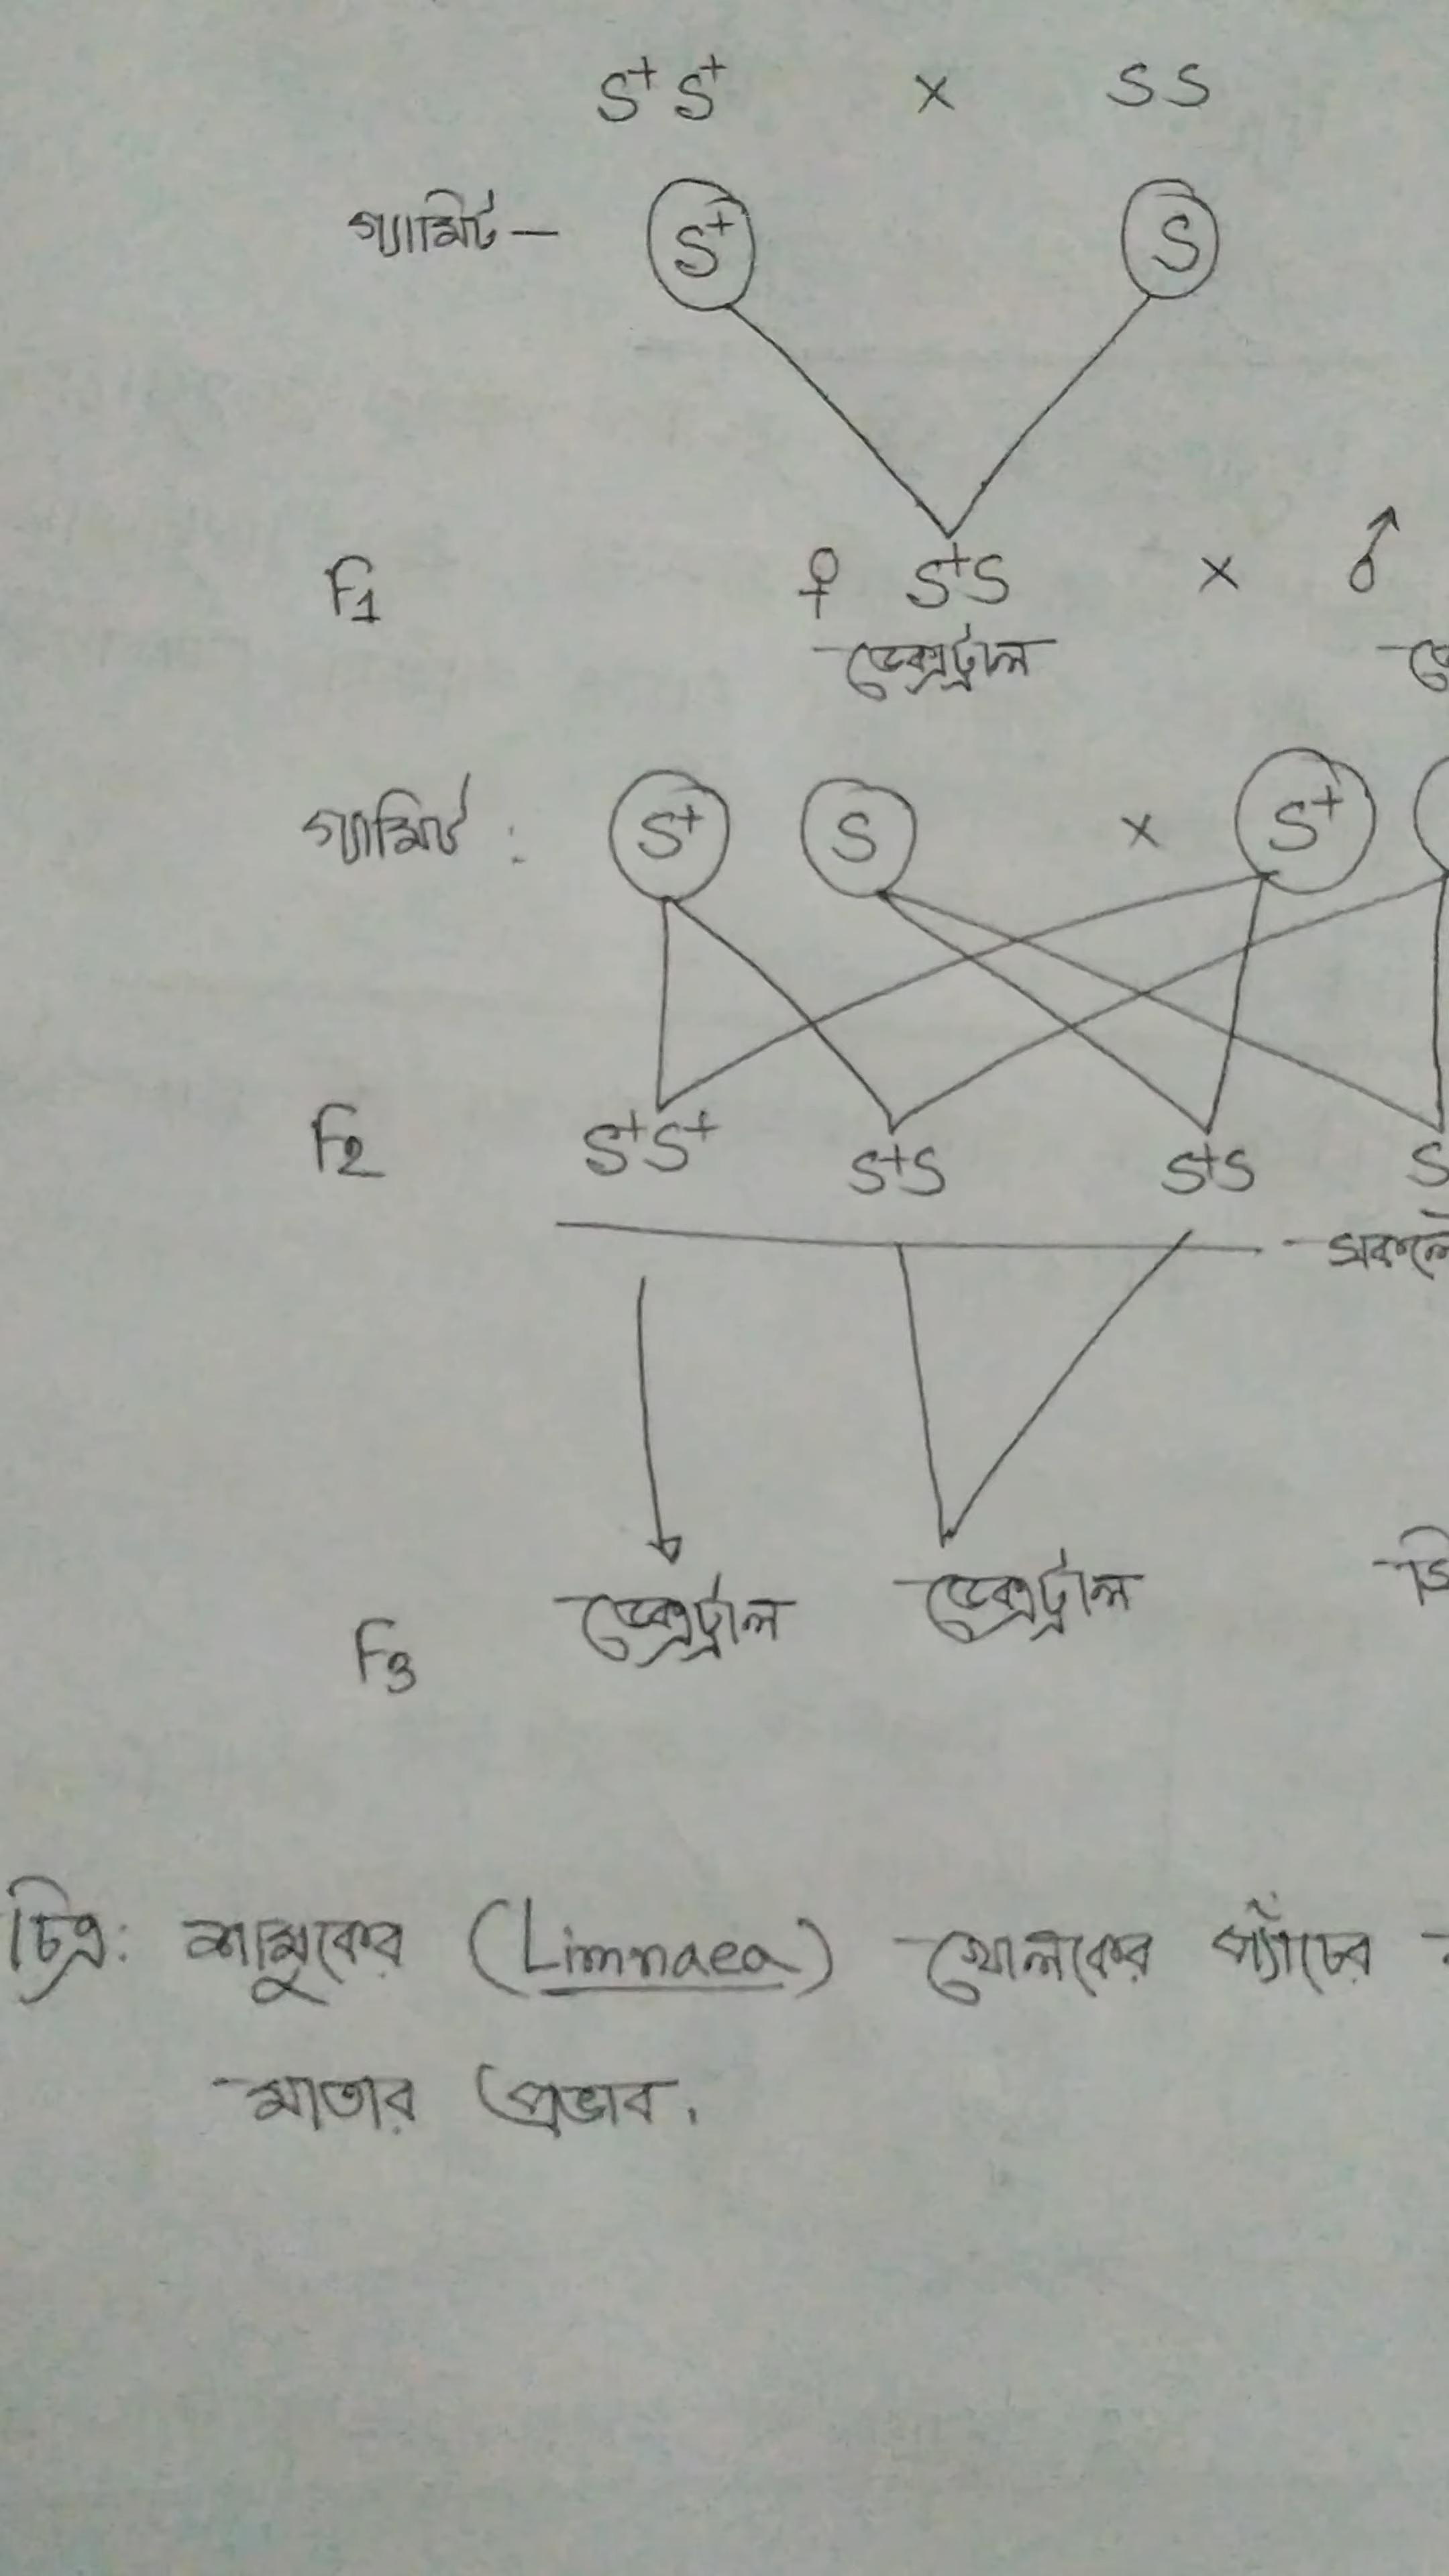 S⁺ S⁺ × SS
গ্যামিট – S⁺ S
F1 ♀ S⁺S × ♂
ডেক্সট্রাল
গ্যামিট : S⁺ S × S⁺
F2 S⁺S⁺ S⁺S S⁺S S
F3 ডেক্সট্রাল ডেক্সট্রাল
চিত্র: শামুকের (Limnaea) খোলকের প্যাঁচের
মাতার প্রভাব.